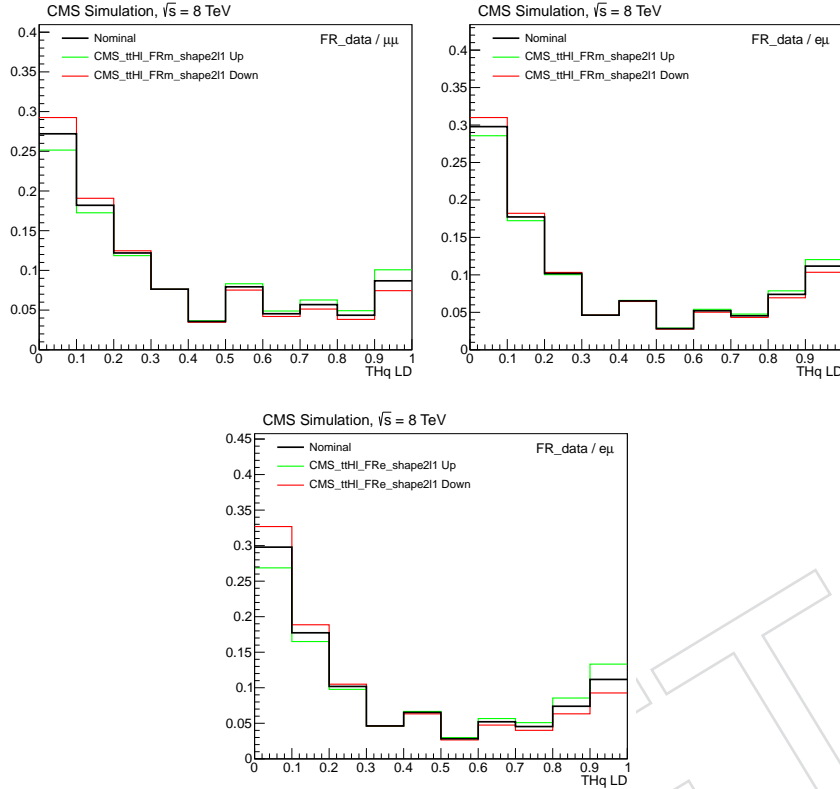 CMS Simulation, √s = 8 TeV
Nominal
CMS_ttHl_FRm_shape2l1 Up
CMS_ttHl_FRm_shape2l1 Down
FR_data / μμ
0.4
0.35
0.3
0.25
0.2
0.15
0.1
0.05
0
0 0.1 0.2 0.3 0.4 0.5 0.6 0.7 0.8 0.9 1
THq LD
CMS Simulation, √s = 8 TeV
Nominal
CMS_ttHl_FRm_shape2l1 Up
CMS_ttHl_FRm_shape2l1 Down
FR_data / eμ
0.4
0.35
0.3
0.25
0.2
0.15
0.1
0.05
0
0 0.1 0.2 0.3 0.4 0.5 0.6 0.7 0.8 0.9 1
THq LD
CMS Simulation, √s = 8 TeV
Nominal
CMS_ttHl_FRe_shape2l1 Up
CMS_ttHl_FRe_shape2l1 Down
FR_data / eμ
0.45
0.4
0.35
0.3
0.25
0.2
0.15
0.1
0.05
0
0 0.1 0.2 0.3 0.4 0.5 0.6 0.7 0.8 0.9 1
THq LD